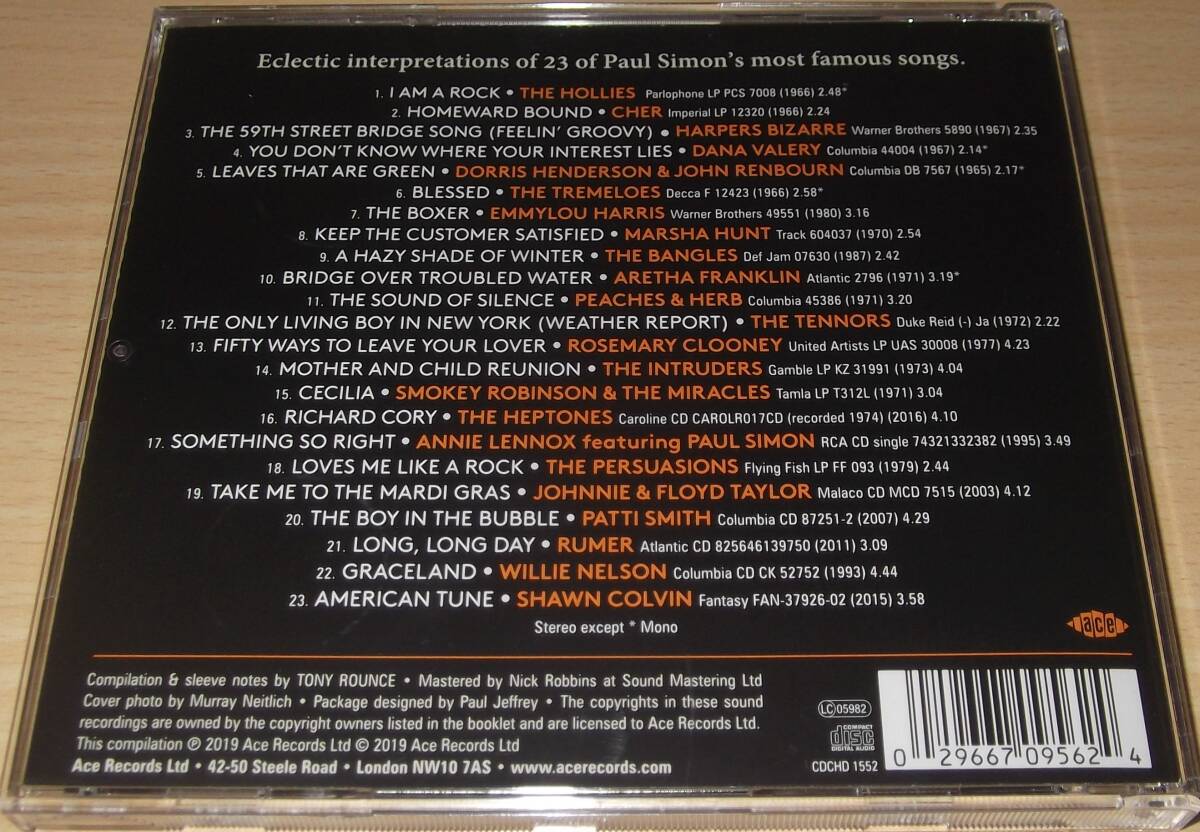 Eclectic interpretations of 23 of Paul Simon's most famous songs.
1. I AM A ROCK • THE HOLLIES Parlophone LP PCS 7008 (1966) 2.48*
2. HOMEWARD BOUND • CHER Imperial LP 12320 (1966) 2.24
3. THE 59TH STREET BRIDGE SONG (FEELIN' GROOVY) • HARPERS BIZARRE Warner Brothers 5890 (1967) 2.35
4. YOU DON'T KNOW WHERE YOUR INTEREST LIES • DANA VALERY Columbia 44004 (1967) 2.14*
5. LEAVES THAT ARE GREEN • DORRIS HENDERSON & JOHN RENBOURN Columbia DB 7567 (1965) 2.17*
6. BLESSED • THE TREMELOES Decca F 12423 (1966) 2.58*
7. THE BOXER • EMMYLOU HARRIS Warner Brothers 49551 (1980) 3.16
8. KEEP THE CUSTOMER SATISFIED • MARSHA HUNT Track 604037 (1970) 2.54
9. A HAZY SHADE OF WINTER • THE BANGLES Def Jam 07630 (1987) 2.42
10. BRIDGE OVER TROUBLED WATER • ARETHA FRANKLIN Atlantic 2796 (1971) 3.19*
11. THE SOUND OF SILENCE • PEACHES & HERB Columbia 45386 (1971) 3.20
12. THE ONLY LIVING BOY IN NEW YORK (WEATHER REPORT) • THE TENNORS Duke Reid (-) Ja (1972) 2.22
13. FIFTY WAYS TO LEAVE YOUR LOVER • ROSEMARY CLOONEY United Artists LP UAS 30008 (1977) 4.23
14. MOTHER AND CHILD REUNION • THE INTRUDERS Gamble LP KZ 31991 (1973) 4.04
15. CECILIA • SMOKEY ROBINSON & THE MIRACLES Tamla LP T312L (1971) 3.04
16. RICHARD CORY • THE HEPTONES Caroline CD CAROLR017CD (recorded 1974) (2016) 4.10
17. SOMETHING SO RIGHT • ANNIE LENNOX featuring PAUL SIMON RCA CD single 74321332382 (1995) 3.49
18. LOVES ME LIKE A ROCK • THE PERSUASIONS Flying Fish LP FF 093 (1979) 2.44
19. TAKE ME TO THE MARDI GRAS • JOHNNIE & FLOYD TAYLOR Malaco CD MCD 7515 (2003) 4.12
20. THE BOY IN THE BUBBLE • PATTI SMITH Columbia CD 87251-2 (2007) 4.29
21. LONG, LONG DAY • RUMER Atlantic CD 825646139750 (2011) 3.09
22. GRACELAND • WILLIE NELSON Columbia CD CK 52752 (1993) 4.44
23. AMERICAN TUNE • SHAWN COLVIN Fantasy FAN-37926-02 (2015) 3.58
Stereo except * Mono
ace
Compilation & sleeve notes by TONY ROUNCE • Mastered by Nick Robbins at Sound Mastering Ltd
Cover photo by Murray Neitlich • Package designed by Paul Jeffrey • The copyrights in these sound
recordings are owned by the copyright owners listed in the booklet and are licensed to Ace Records Ltd.
This compilation ℗ 2019 Ace Records Ltd © 2019 Ace Records Ltd
Ace Records Ltd • 42-50 Steele Road • London NW10 7AS • www.acerecords.com
LC 05982
COMPACT
disc
DIGITAL AUDIO
CDCHD 1552
0 29667 09562 4